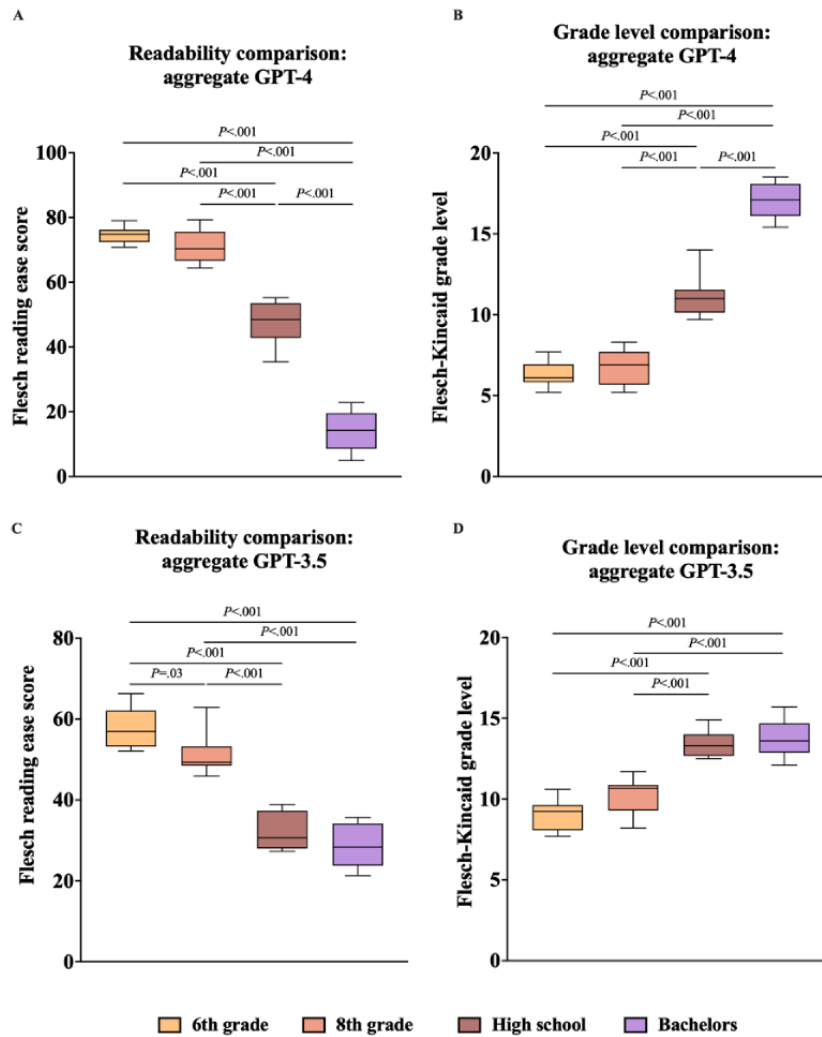 A
Readability comparison:
aggregate GPT-4
P<.001
P<.001
P<.001
P<.001
P<.001
100
80
60
40
20
0
Flesch reading ease score
B
Grade level comparison:
aggregate GPT-4
P<.001
P<.001
P<.001
P<.001
P<.001
20
15
10
5
0
Flesch-Kincaid grade level
C
Readability comparison:
aggregate GPT-3.5
P<.001
P<.001
P<.001
P=.03
P<.001
80
60
40
20
0
Flesch reading ease score
D
Grade level comparison:
aggregate GPT-3.5
P<.001
P<.001
P<.001
P<.001
20
15
10
5
0
Flesch-Kincaid grade level
6th grade
8th grade
High school
Bachelors